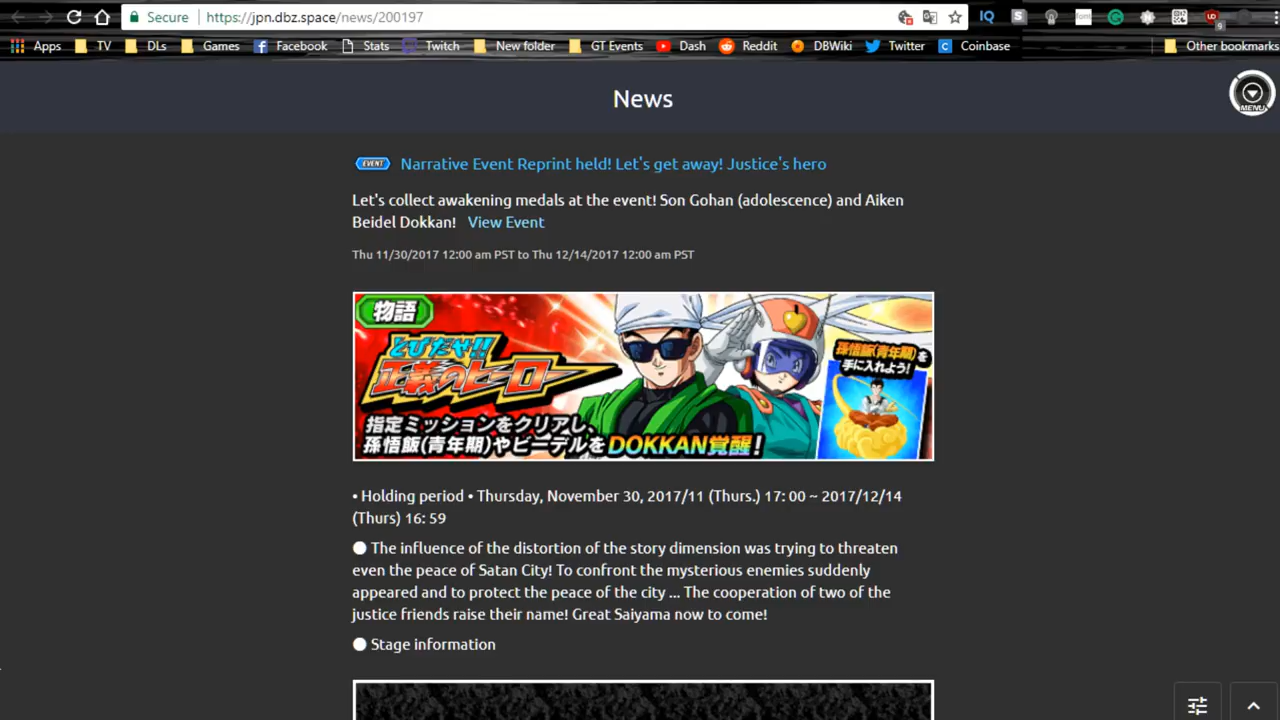 Secure | https://jpn.dbz.space/news/200197
Apps TV DLs Games Facebook Stats Twitch New folder GT Events Dash Reddit DBWiki Twitter Coinbase Other bookmarks
News
MENU
EVENT Narrative Event Reprint held! Let's get away! Justice's hero
Let's collect awakening medals at the event! Son Gohan (adolescence) and Aiken
Beidel Dokkan! View Event
Thu 11/30/2017 12:00 am PST to Thu 12/14/2017 12:00 am PST
物語
とびだせ!!
正義のヒーロー
孫悟飯(青年期)を
手に入れよう!
指定ミッションをクリアし、
孫悟飯(青年期)やビーデルをDOKKAN覚醒!
• Holding period • Thursday, November 30, 2017/11 (Thurs.) 17: 00 ~ 2017/12/14
(Thurs) 16: 59
● The influence of the distortion of the story dimension was trying to threaten
even the peace of Satan City! To confront the mysterious enemies suddenly
appeared and to protect the peace of the city ... The cooperation of two of the
justice friends raise their name! Great Saiyama now to come!
● Stage information